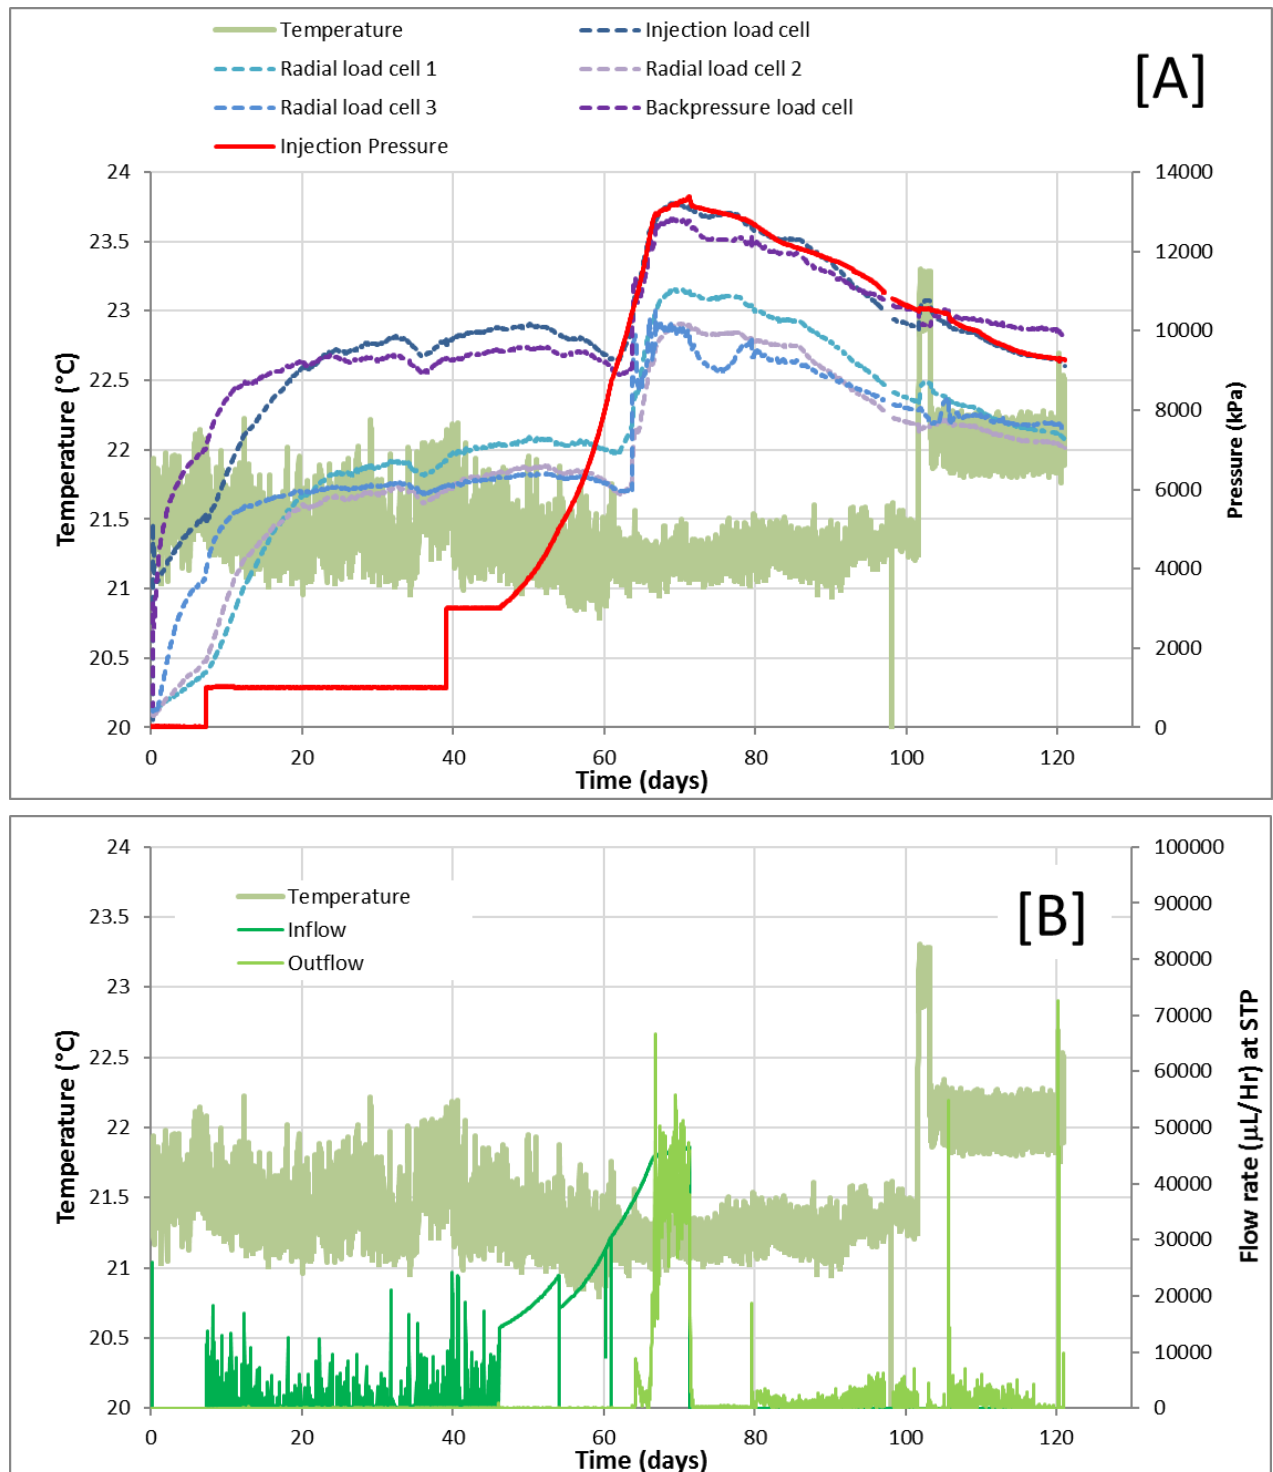 Temperature
Injection load cell
Radial load cell 1
Radial load cell 2
Radial load cell 3
Backpressure load cell
Injection Pressure
[A]
24
23.5
23
22.5
22
21.5
21
20.5
20
Temperature (°C)
14000
12000
10000
8000
6000
4000
2000
0
Pressure (kPa)
0 20 40 60 80 100 120
Time (days)
Temperature
Inflow
Outflow
[B]
24
23.5
23
22.5
22
21.5
21
20.5
20
Temperature (°C)
100000
90000
80000
70000
60000
50000
40000
30000
20000
10000
0
Flow rate (µL/Hr) at STP
0 20 40 60 80 100 120
Time (days)